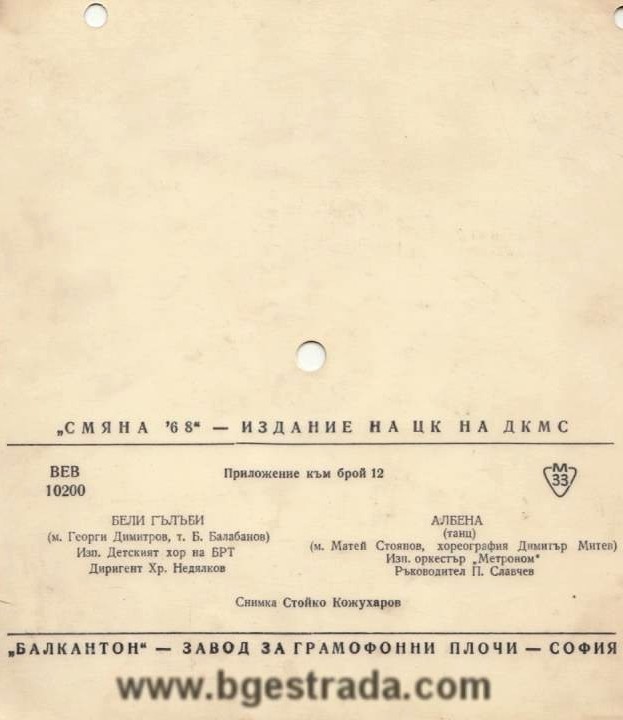 „СМЯНА '68“ — ИЗДАНИЕ НА ЦК НА ДКМС
ВЕВ
10200
Приложение към брой 12
М
33
БЕЛИ ГЪЛЪБИ
(м. Георги Димитров, т. Б. Балабанов)
Изп. Детският хор на БРТ
Диригент Хр. Недялков
АЛБЕНА
(танц)
(м. Матей Стоянов, хореография Димитър Митев)
Изп. оркестър „Метроном“
Ръководител П. Славчев
Снимка Стойко Кожухаров
„БАЛКАНТОН“ — ЗАВОД ЗА ГРАМОФОННИ ПЛОЧИ — СОФИЯ
www.bgestrada.com